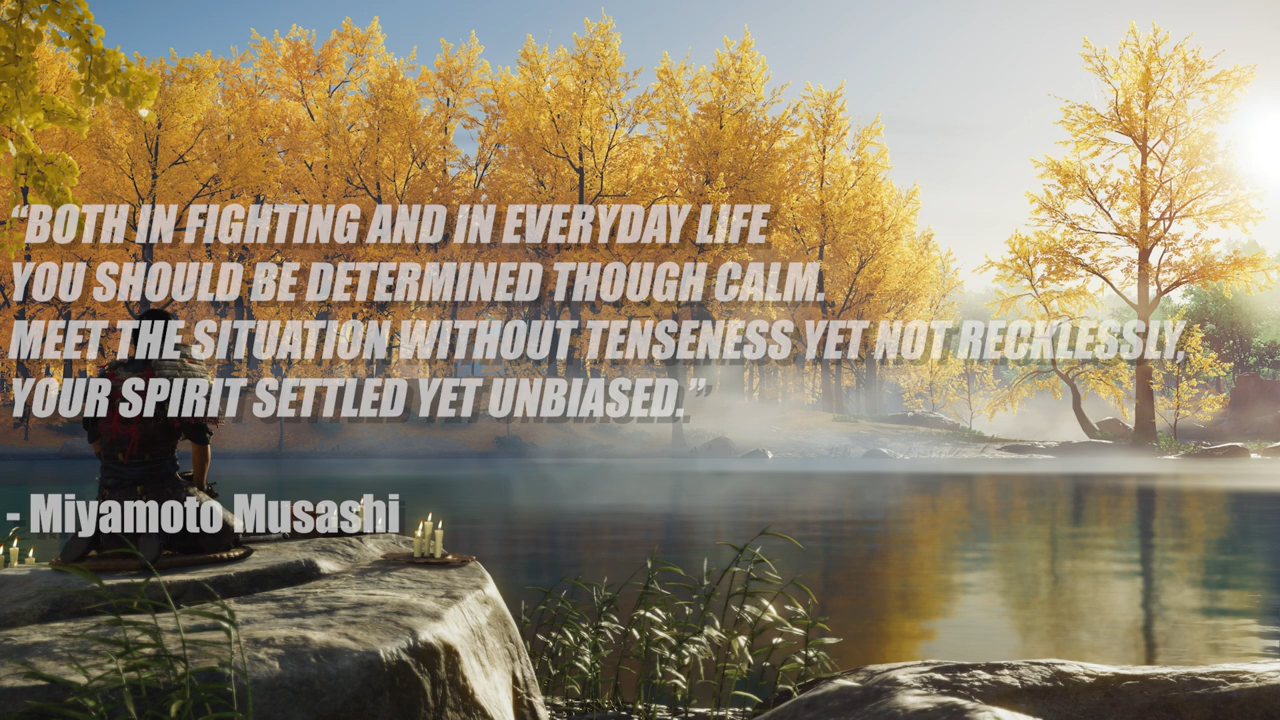 “BOTH IN FIGHTING AND IN EVERYDAY LIFE
YOU SHOULD BE DETERMINED THOUGH CALM.
MEET THE SITUATION WITHOUT TENSENESS YET NOT RECKLESSLY,
YOUR SPIRIT SETTLED YET UNBIASED.”
- Miyamoto Musashi